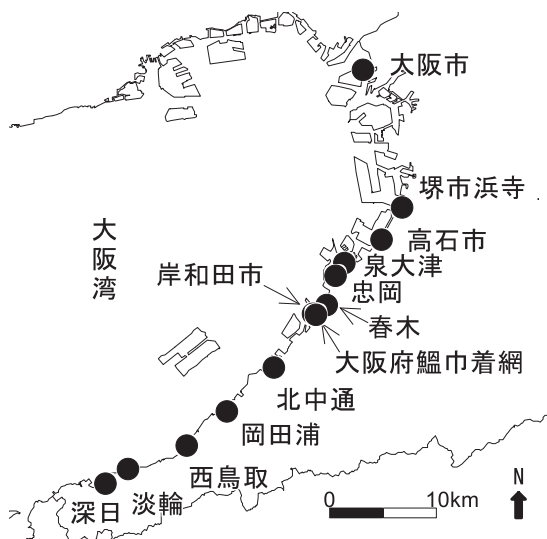 大阪市
堺市浜寺
高石市
大阪湾
泉大津
岸和田市
忠岡
春木
大阪府鰮巾着網
北中通
岡田浦
西鳥取
淡輪
深日
N
0 10km